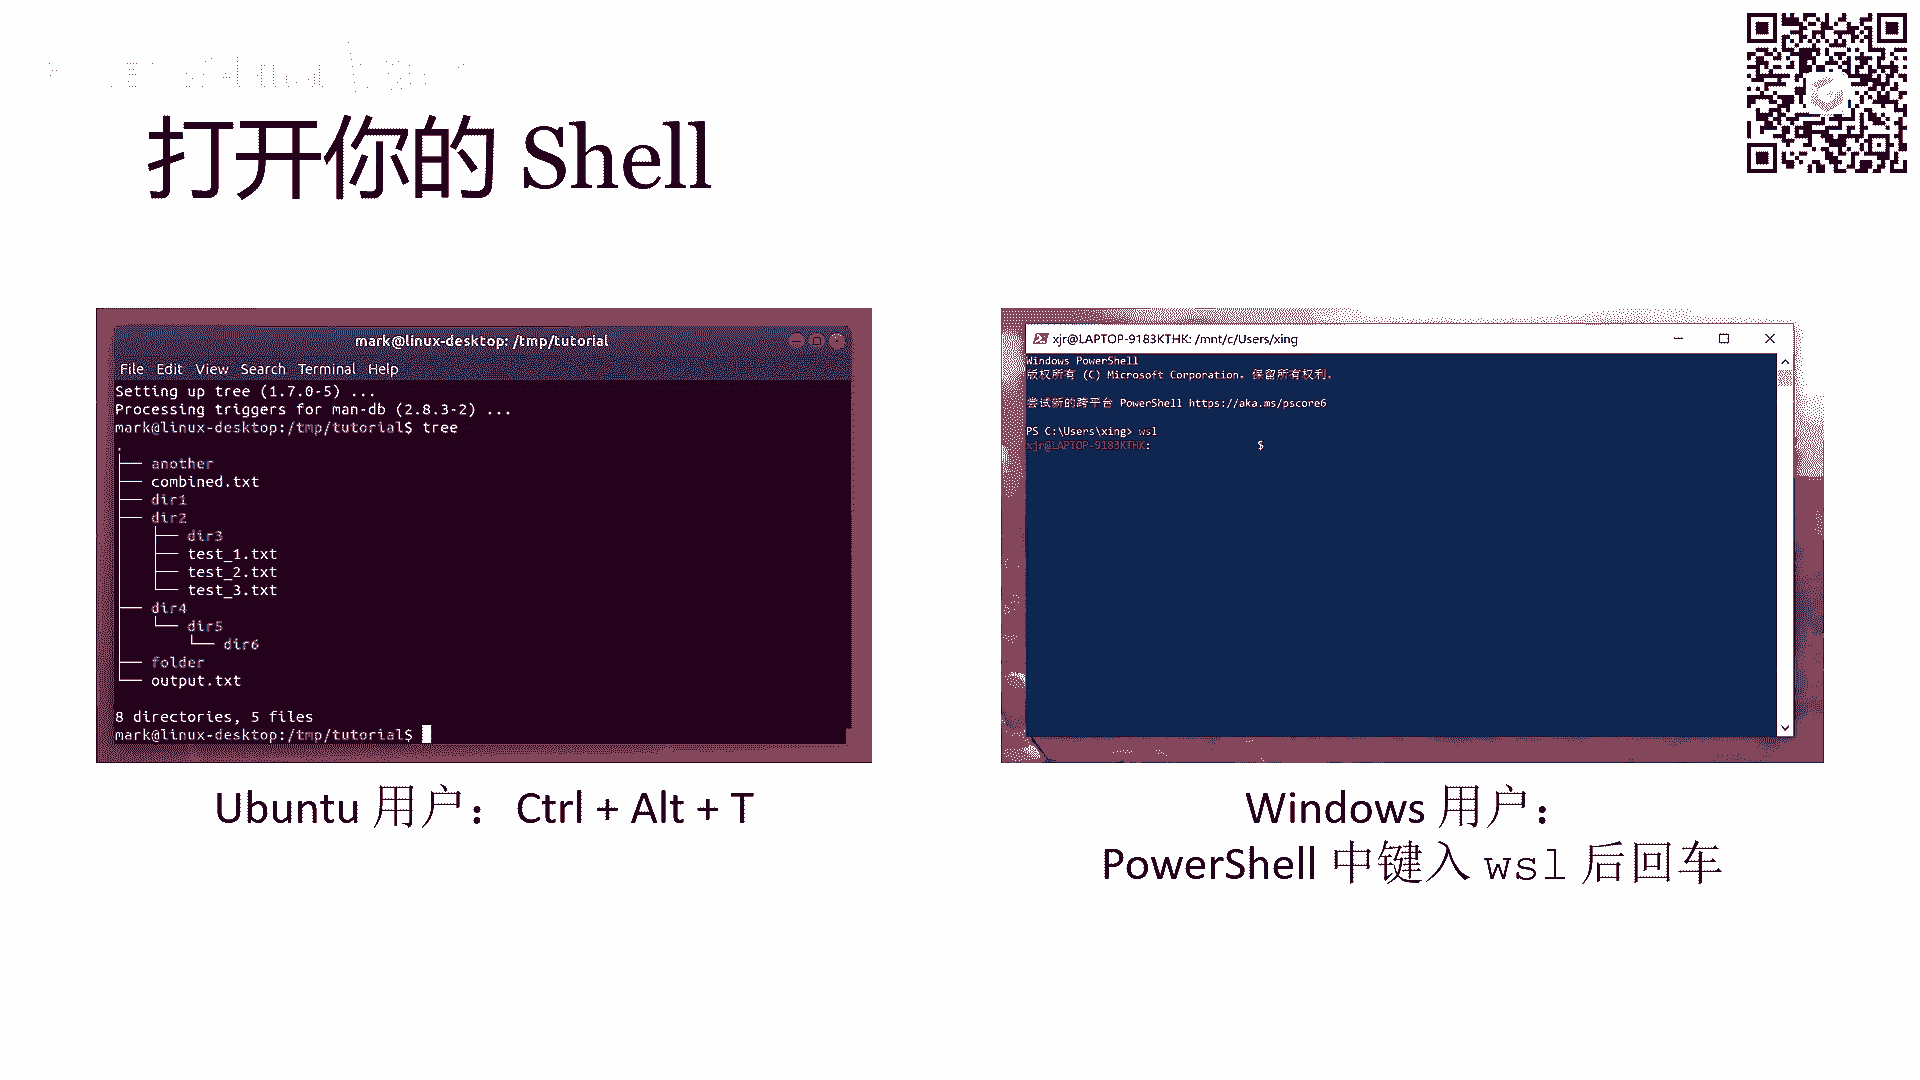 打开你的 Shell
mark@linux-desktop: /tmp/tutorial
File Edit View Search Terminal Help
Setting up tree (1.7.0-5) ...
Processing triggers for man-db (2.8.3-2) ...
mark@linux-desktop:/tmp/tutorial$ tree
.
├── another
├── combined.txt
├── dir1
├── dir2
│   ├── dir3
│   ├── test_1.txt
│   ├── test_2.txt
│   └── test_3.txt
├── dir4
│   └── dir5
│       └── dir6
├── folder
└── output.txt
8 directories, 5 files
mark@linux-desktop:/tmp/tutorial$
Ubuntu 用户：Ctrl + Alt + T
xjr@LAPTOP-9183KTHK: /mnt/c/Users/xing
Windows PowerShell
版权所有 (C) Microsoft Corporation。保留所有权利。
尝试新的跨平台 PowerShell https://aka.ms/pscore6
PS C:\Users\xing> wsl
xjr@LAPTOP-9183KTHK: $
Windows 用户：
PowerShell 中键入 wsl 后回车